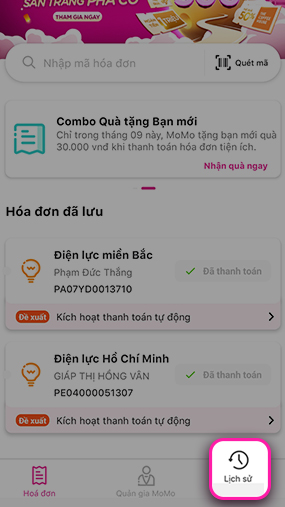 SĂN TRANG PHÁ CỖ
THAM GIA NGAY
Nhập mã hóa đơn
Quét mã
Combo Quà tặng Bạn mới
Chỉ trong tháng 09 này, MoMo tặng bạn mới quà
30.000 vnđ khi thanh toán hóa đơn tiện ích.
Nhận quà ngay
Hóa đơn đã lưu
Điện lực miền Bắc
Phạm Đức Thắng
Đã thanh toán
PA07YD0013710
Đề xuất Kích hoạt thanh toán tự động
Điện lực Hồ Chí Minh
GIÁP THỊ HỒNG VÂN
Đã thanh toán
PE04000051307
Đề xuất Kích hoạt thanh toán tự động
Hoá đơn
Quản gia MoMo
Lịch sử